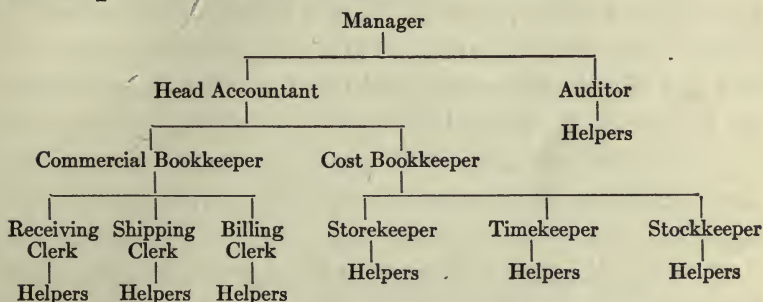 Manager
Head Accountant Auditor
Helpers
Commercial Bookkeeper Cost Bookkeeper
Receiving Clerk Shipping Clerk Billing Clerk Storekeeper Timekeeper Stockkeeper
Helpers Helpers Helpers Helpers Helpers Helpers